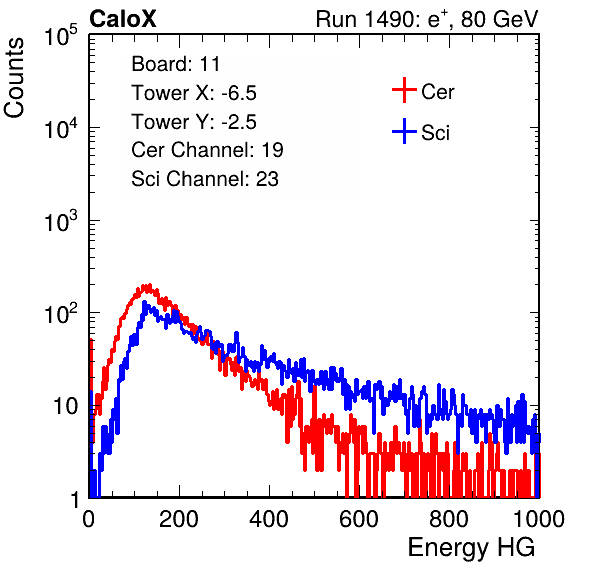 CaloX Run 1490: e⁺, 80 GeV
Counts
10⁵
10⁴
10³
10²
10
1
Board: 11
Tower X: -6.5
Tower Y: -2.5
Cer Channel: 19
Sci Channel: 23
Cer
Sci
0 200 400 600 800 1000
Energy HG